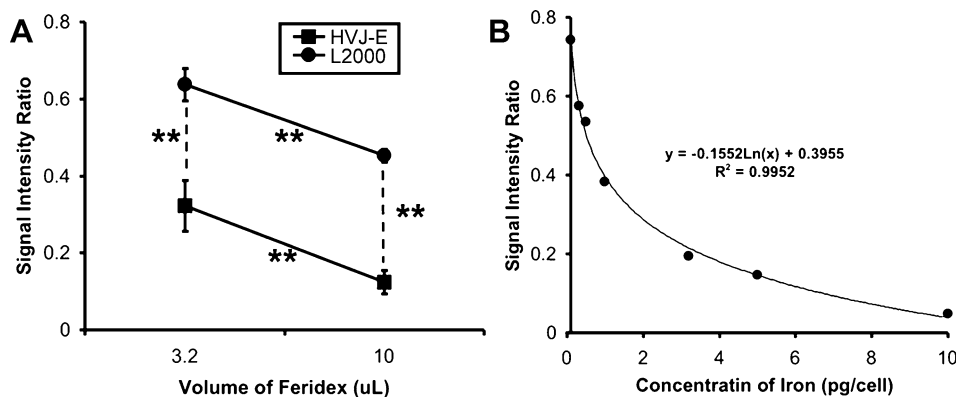 A
HVJ-E
L2000
Signal Intensity Ratio
0.8
0.6
0.4
0.2
0
**
**
**
**
3.2
10
Volume of Feridex (uL)
B
Signal Intensity Ratio
0.8
0.6
0.4
0.2
0
y = -0.1552Ln(x) + 0.3955
R² = 0.9952
0 2 4 6 8 10
Concentratin of Iron (pg/cell)